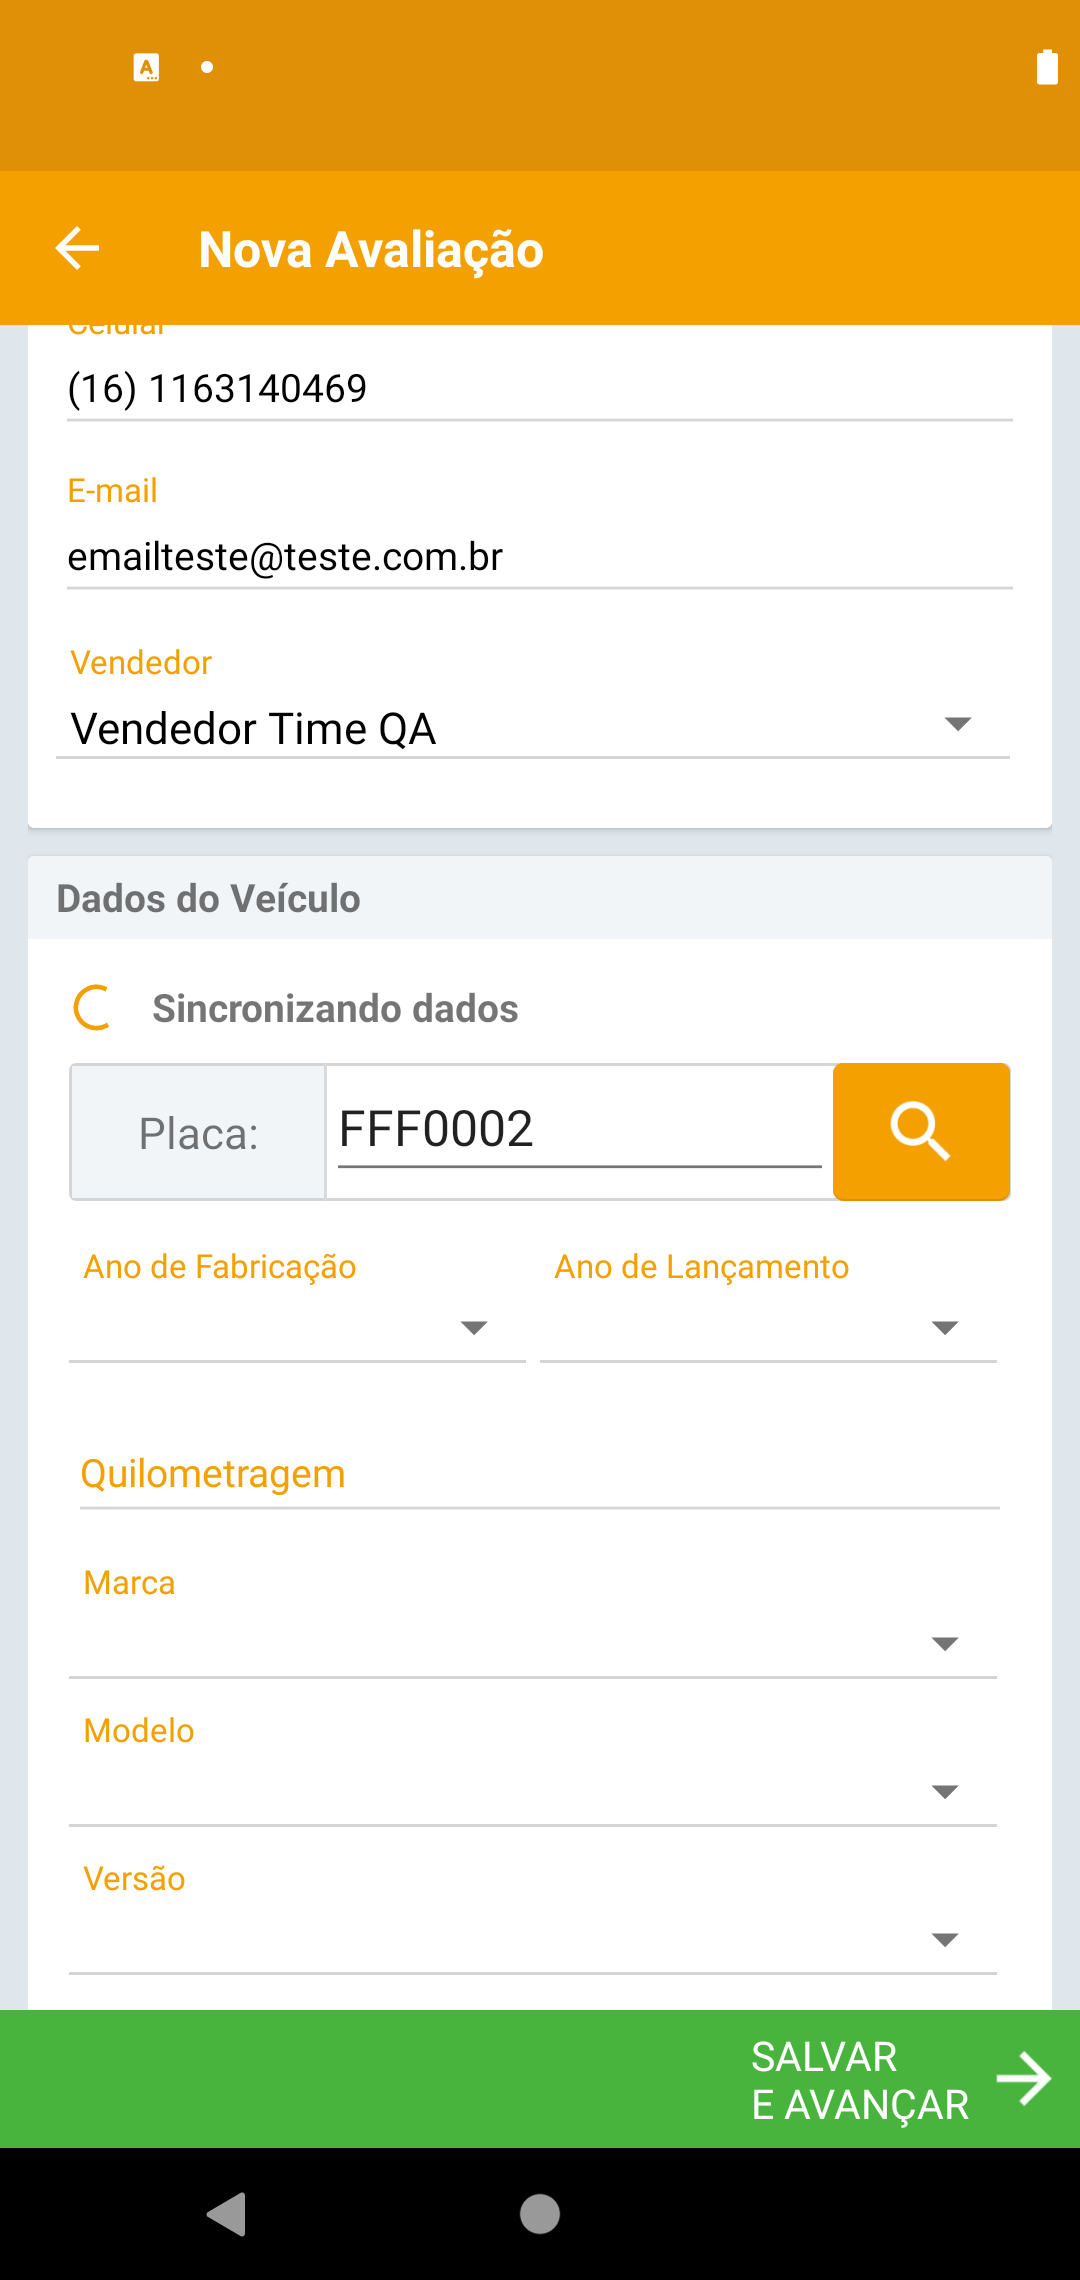 Nova Avaliação
Celular
(16) 1163140469
E-mail
emailteste@teste.com.br
Vendedor
Vendedor Time QA
Dados do Veículo
Sincronizando dados
Placa: FFF0002
Ano de Fabricação Ano de Lançamento
Quilometragem
Marca
Modelo
Versão
SALVAR
E AVANÇAR